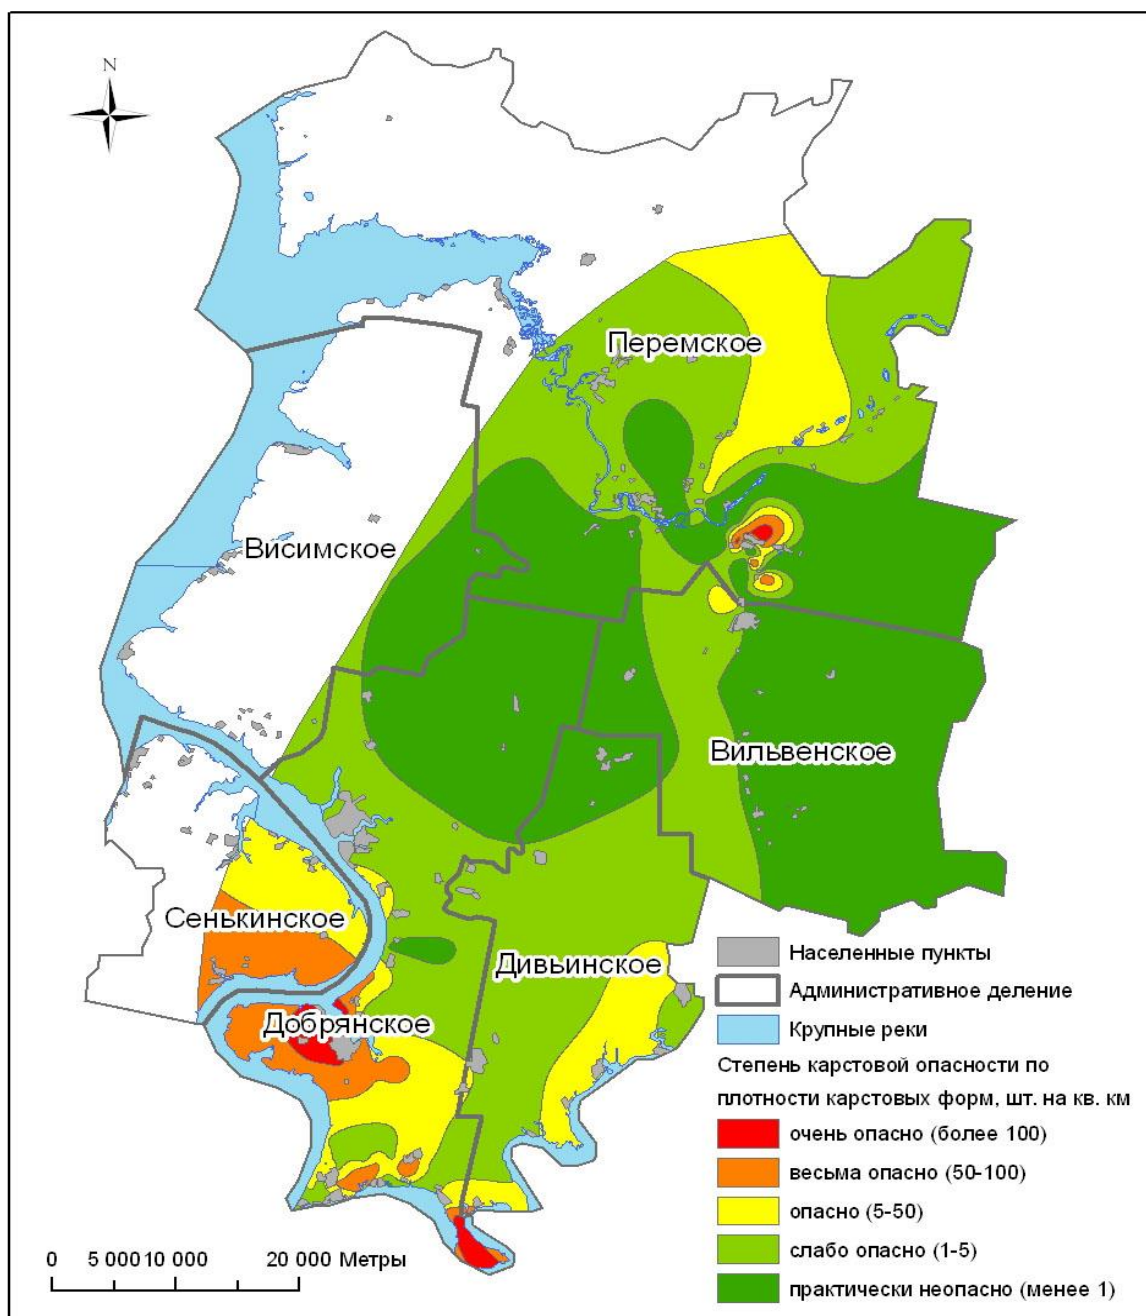 N
Перемское
Висимское
Вильвенское
Сенькинское
Дивьинское
Добрянское
Населенные пункты
Административное деление
Крупные реки
Степень карстовой опасности по
плотности карстовых форм, шт. на кв. км
очень опасно (более 100)
весьма опасно (50-100)
опасно (5-50)
слабо опасно (1-5)
практически неопасно (менее 1)
0 5 000 10 000 20 000 Метры